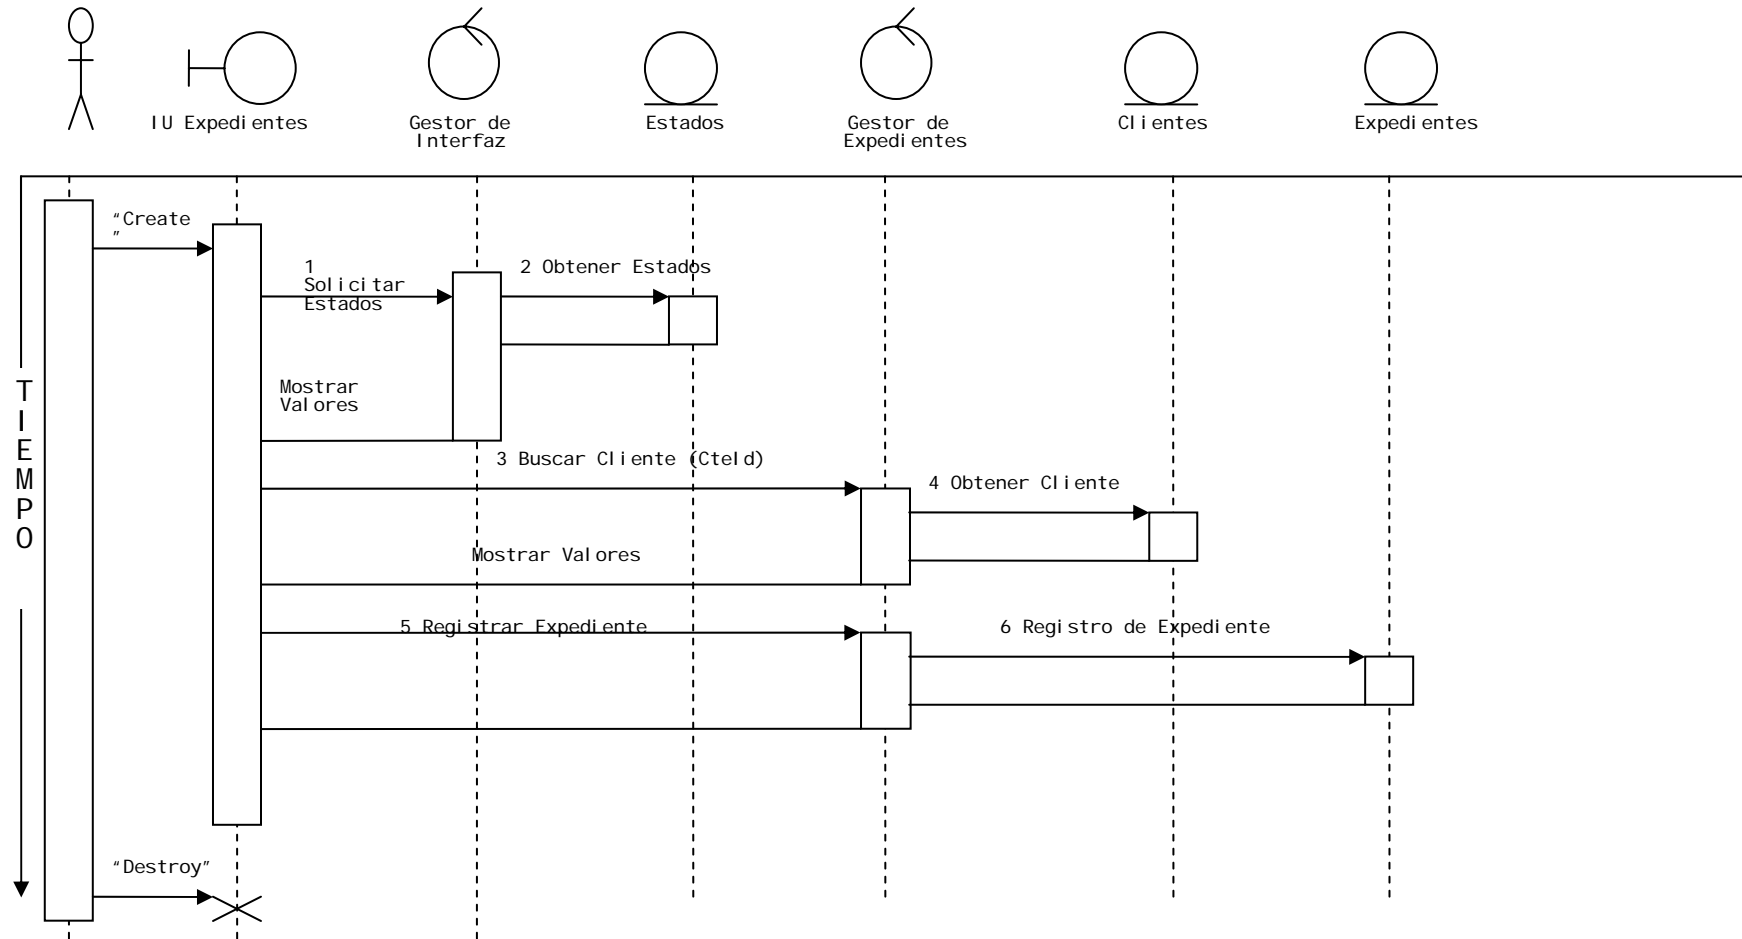 IU Expedientes
Gestor de
Interfaz
Estados
Gestor de
Expedientes
Clientes
Expedientes
“Create
”
1
Solicitar
Estados
2 Obtener Estados
Mostrar
Valores
T
I
E
M
P
O
3 Buscar Cliente (CteId)
4 Obtener Cliente
Mostrar Valores
5 Registrar Expediente
6 Registro de Expediente
“Destroy”